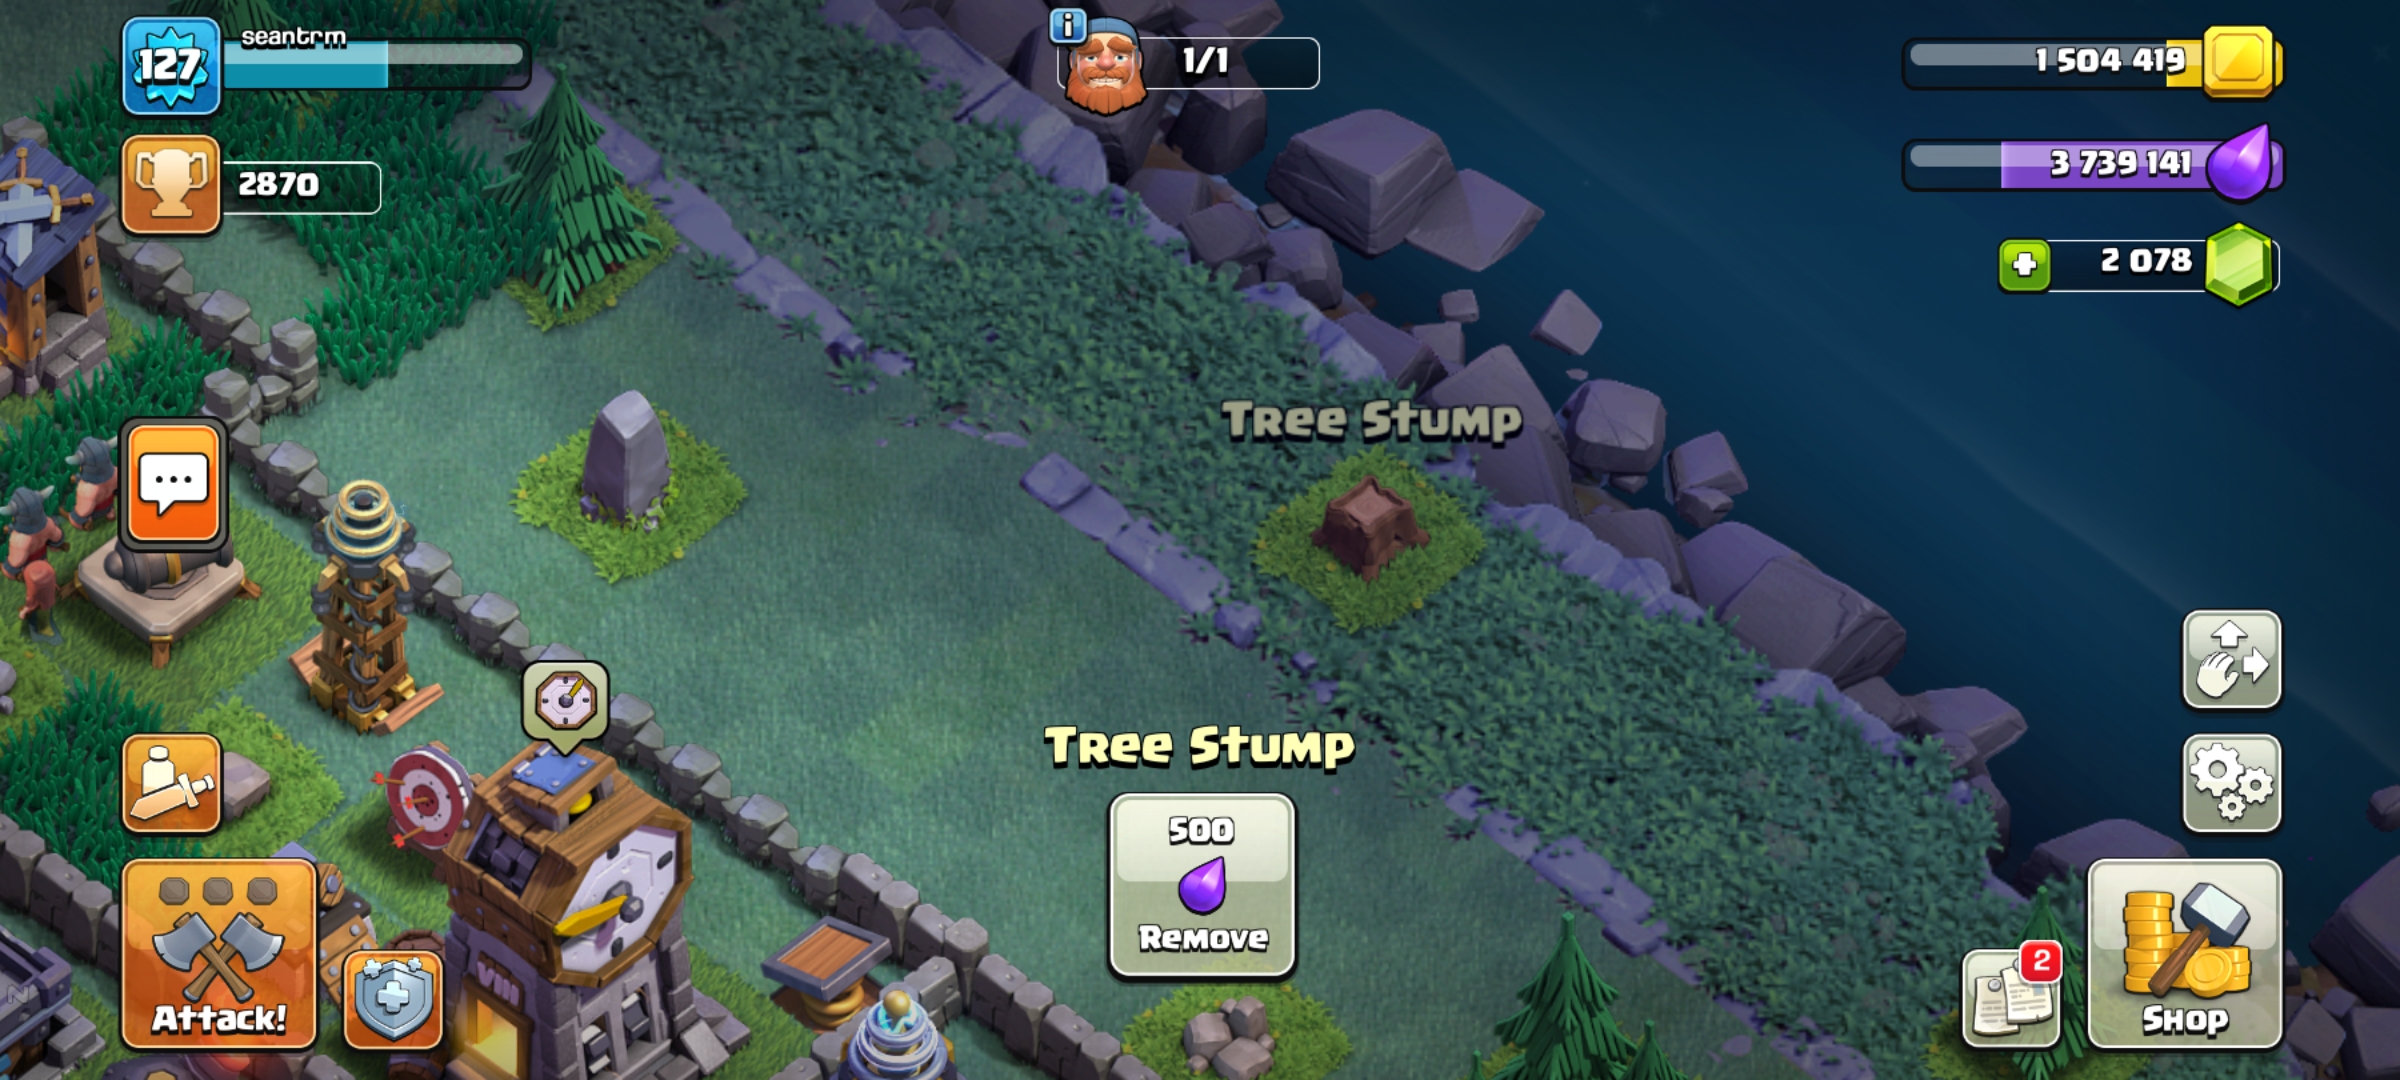 127
seantrm
1/1
1 504 419
2870
3 739 141
2 078
Tree Stump
Tree Stump
500
Remove
VIII
2
Attack!
Shop